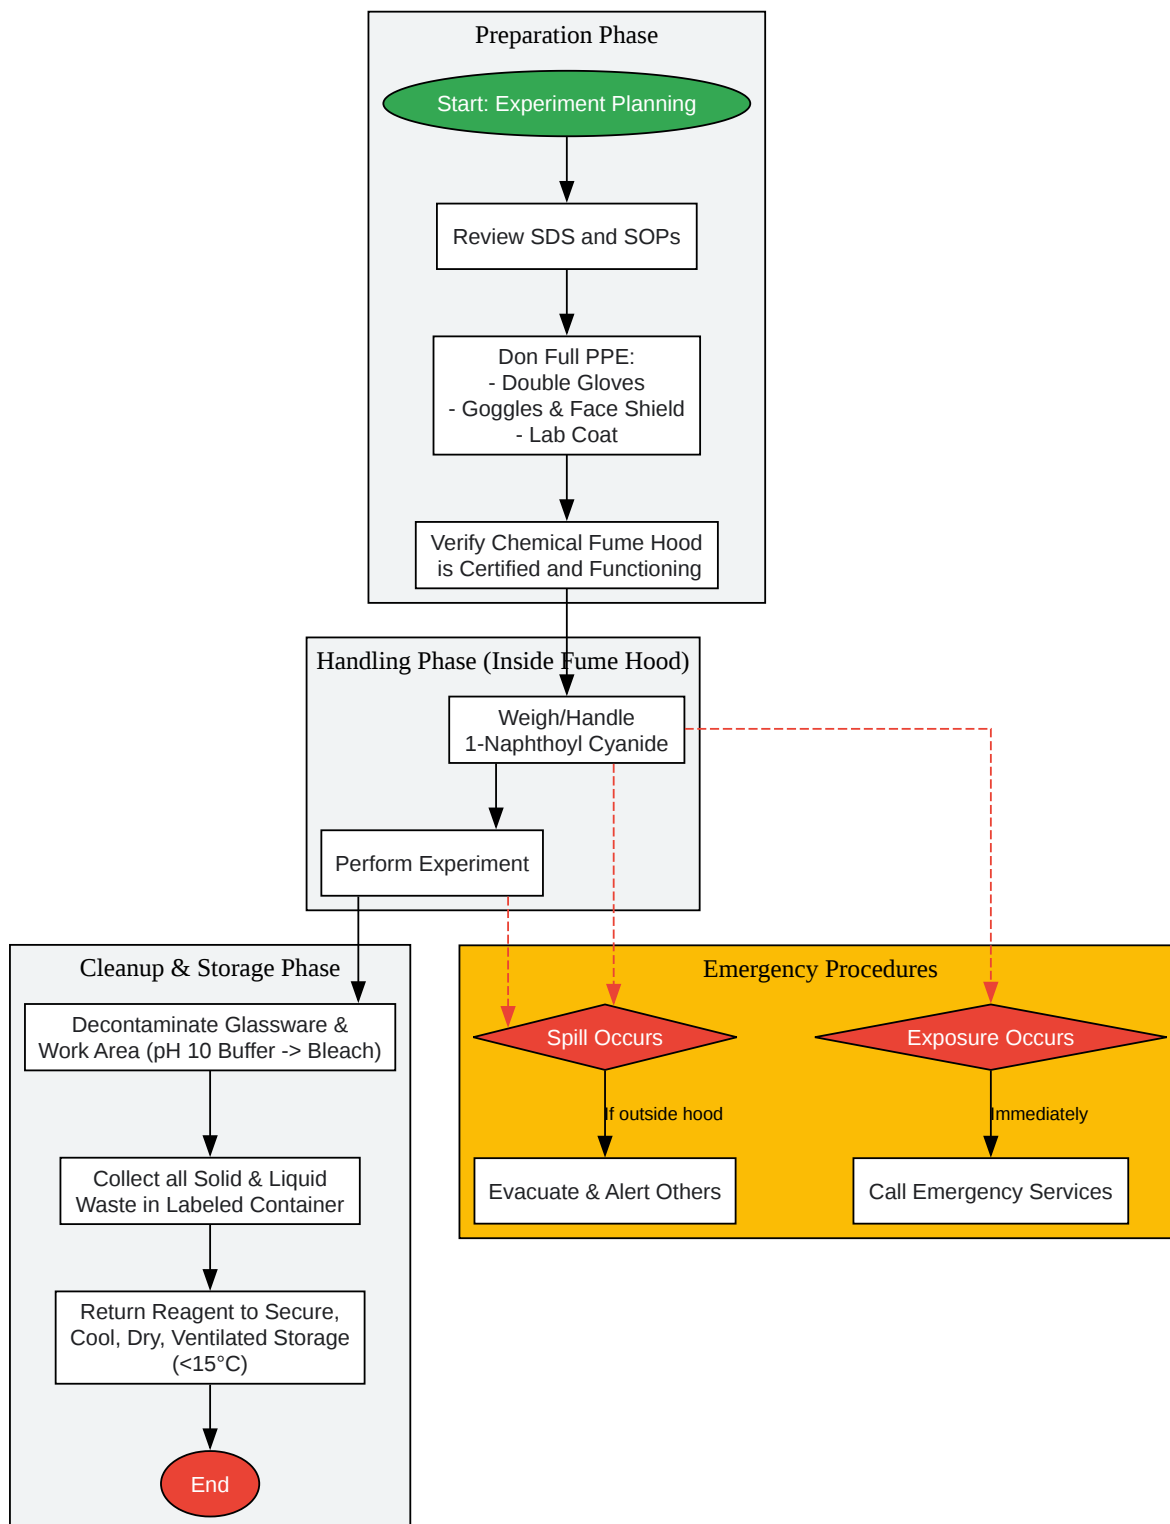 Preparation Phase
Start: Experiment Planning
Review SDS and SOPs
Don Full PPE:
- Double Gloves
- Goggles & Face Shield
- Lab Coat
Verify Chemical Fume Hood
is Certified and Functioning
Handling Phase (Inside Fume Hood)
Weigh/Handle
1-Naphthoyl Cyanide
Perform Experiment
Cleanup & Storage Phase
Decontaminate Glassware &
Work Area (pH 10 Buffer -> Bleach)
Collect all Solid & Liquid
Waste in Labeled Container
Return Reagent to Secure,
Cool, Dry, Ventilated Storage
(<15°C)
End
Emergency Procedures
Spill Occurs
If outside hood
Evacuate & Alert Others
Exposure Occurs
Immediately
Call Emergency Services